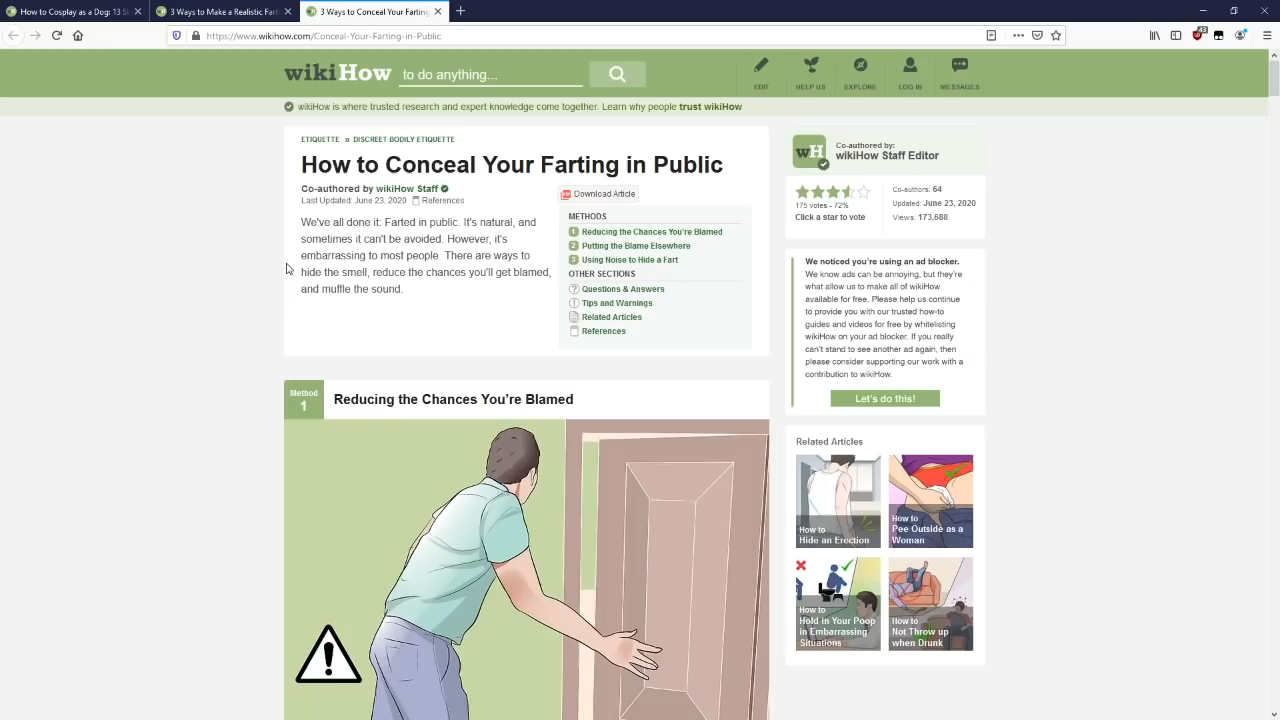 How to Cosplay as a Dog: 13 St
3 Ways to Make a Realistic Fart
3 Ways to Conceal Your Farting
https://www.wikihow.com/Conceal-Your-Farting-in-Public
wikiHow
to do anything...
EDIT
HELP US
EXPLORE
LOG IN
MESSAGES
wikiHow is where trusted research and expert knowledge come together. Learn why people trust wikiHow
ETIQUETTE » DISCREET BODILY ETIQUETTE
How to Conceal Your Farting in Public
Co-authored by wikiHow Staff
Last Updated: June 23, 2020 References
Download Article
We've all done it: Farted in public. It's natural, and
sometimes it can't be avoided. However, it's
embarrassing to most people. There are ways to
hide the smell, reduce the chances you'll get blamed,
and muffle the sound.
METHODS
1 Reducing the Chances You're Blamed
2 Putting the Blame Elsewhere
3 Using Noise to Hide a Fart
OTHER SECTIONS
Questions & Answers
Tips and Warnings
Related Articles
References
wH
Co-authored by:
wikiHow Staff Editor
175 votes - 72%
Click a star to vote
Co-authors: 64
Updated: June 23, 2020
Views: 173,688
We noticed you're using an ad blocker.
We know ads can be annoying, but they're
what allow us to make all of wikiHow
available for free. Please help us continue
to provide you with our trusted how-to
guides and videos for free by whitelisting
wikiHow on your ad blocker. If you really
can't stand to see another ad again, then
please consider supporting our work with a
contribution to wikiHow.
Let's do this!
Method
1
Reducing the Chances You're Blamed
Related Articles
How to
Hide an Erection
How to
Pee Outside as a
Woman
How to
Hold in Your Poop
in Embarrassing
Situations
How to
Not Throw up
when Drunk